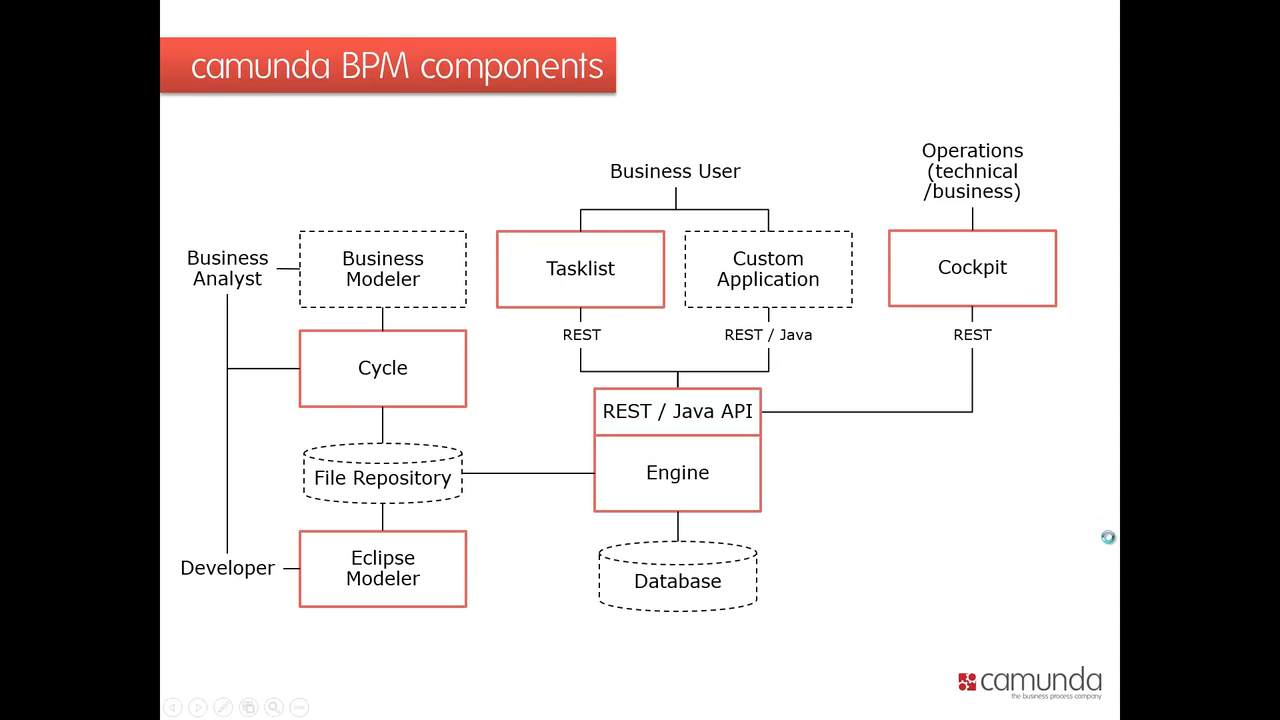 camunda BPM components
Operations
(technical
/business)
Business User
Business
Analyst
Business
Modeler
Tasklist
Custom
Application
Cockpit
REST
REST / Java
REST
Cycle
REST / Java API
File Repository
Engine
Developer
Eclipse
Modeler
Database
camunda
the business process company